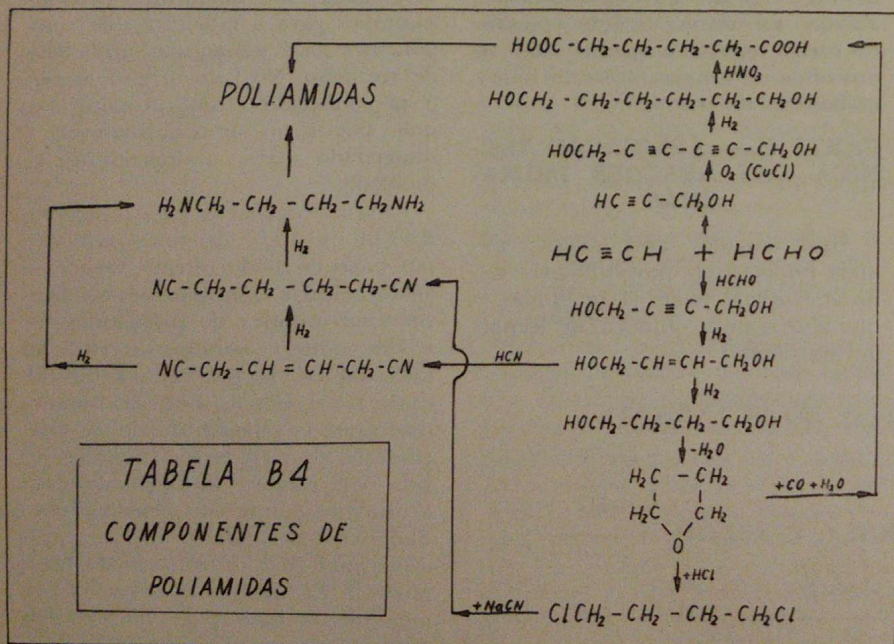 HOOC-CH₂-CH₂-CH₂-CH₂-COOH
HNO₃
POLIAMIDAS
HOCH₂ - CH₂-CH₂-CH₂-CH₂-CH₂OH
H₂
HOCH₂-C ≡ C - C ≡ C - CH₂OH
O₂ (CuCl)
H₂NCH₂-CH₂ - CH₂-CH₂NH₂
HC ≡ C - CH₂OH
H₂
HC ≡ CH + HCHO
HCHO
NC-CH₂-CH₂ - CH₂-CH₂-CN
HOCH₂-C ≡ C-CH₂OH
H₂
H₂
H₂
NC-CH₂-CH = CH-CH₂-CN
HCN
HOCH₂-CH=CH-CH₂OH
H₂
HOCH₂-CH₂-CH₂-CH₂OH
-H₂O
TABELA B4
H₂C - CH₂
+CO+H₂O
COMPONENTES DE
H₂C CH₂
POLIAMIDAS
O
+HCl
+NaCN
ClCH₂-CH₂-CH₂-CH₂Cl